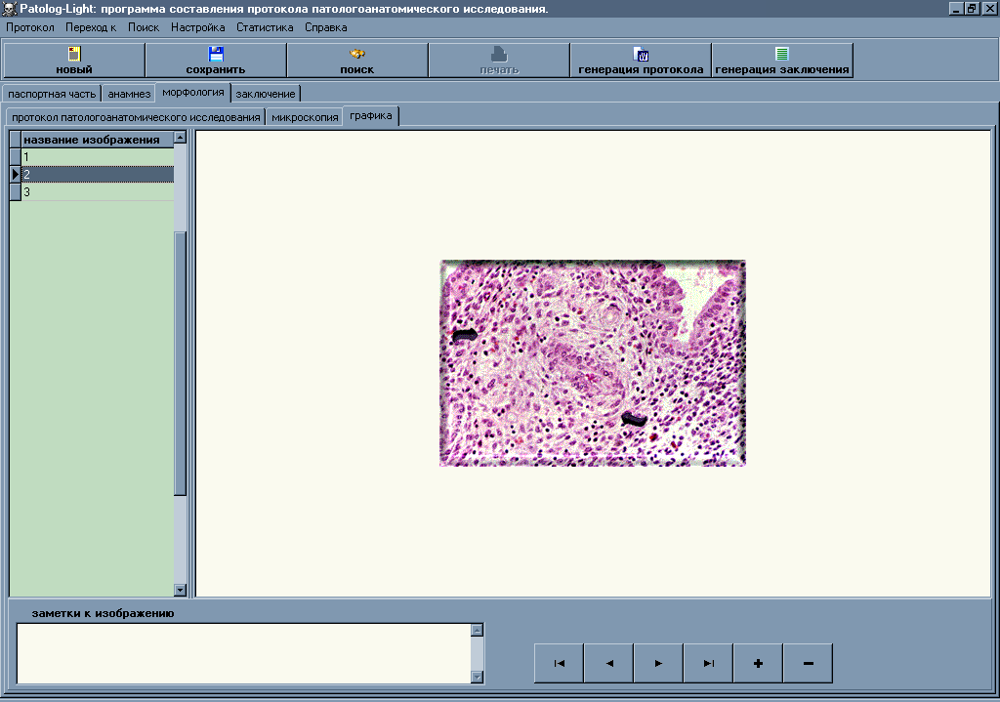 Patolog-Light: программа составления протокола патологоанатомического исследования.
Протокол Переход к Поиск Настройка Статистика Справка
новый сохранить поиск печать генерация протокола генерация заключения
паспортная часть анамнез морфология заключение
протокол патологоанатомического исследования микроскопия графика
название изображения
1
2
3
заметки к изображению